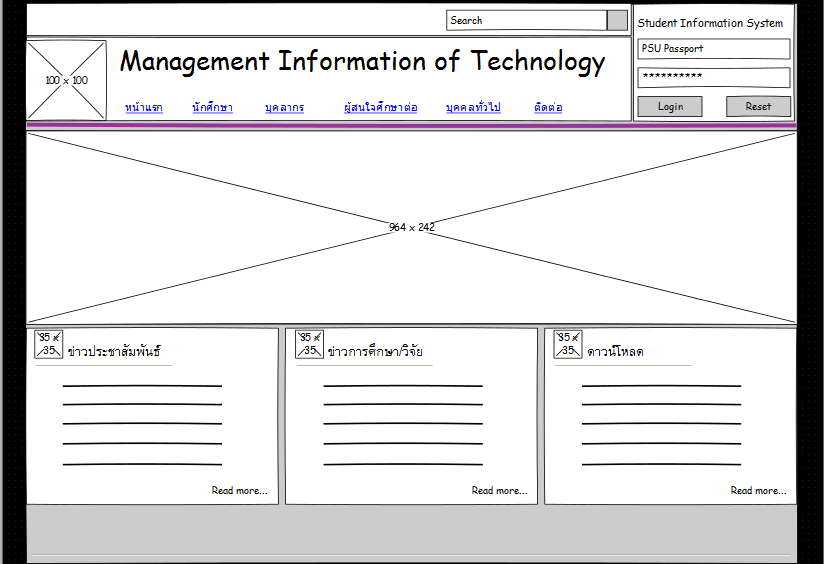 Search
Student Information System
PSU Passport
**********
Login
Reset
100 x 100
Management Information of Technology
หน้าแรก
นักศึกษา
บุคลากร
ผู้สนใจศึกษาต่อ
บุคคลทั่วไป
ติดต่อ
964 x 242
35 x
35
ข่าวประชาสัมพันธ์
Read more...
35 x
35
ข่าวการศึกษา/วิจัย
Read more...
35 x
35
ดาวน์โหลด
Read more...